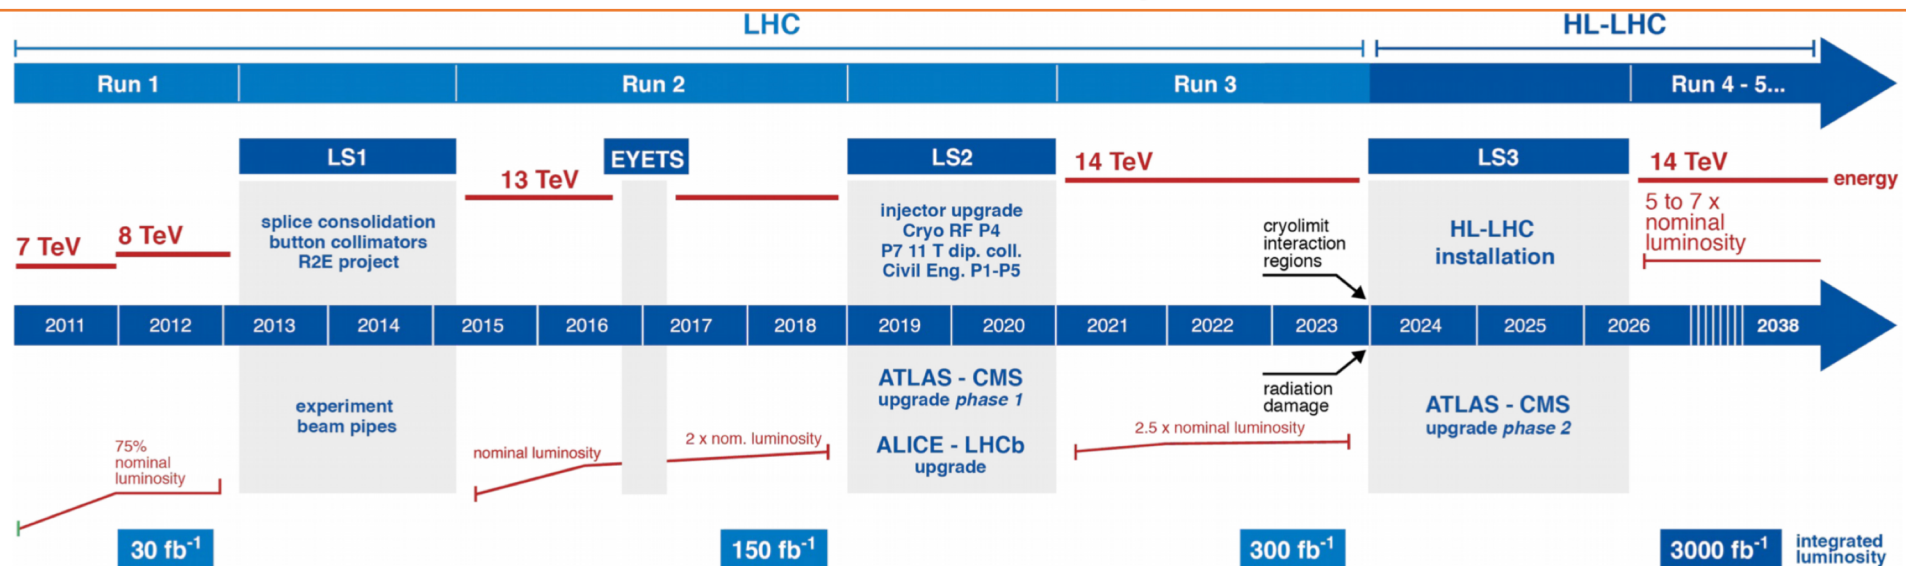 LHC
HL-LHC
Run 1
Run 2
Run 3
Run 4 - 5...
LS1
EYETS
LS2
LS3
7 TeV
8 TeV
13 TeV
14 TeV
14 TeV
energy
splice consolidation
button collimators
R2E project
injector upgrade
Cryo RF P4
P7 11 T dip. coll.
Civil Eng. P1-P5
cryolimit
interaction
regions
HL-LHC
installation
5 to 7 x
nominal
luminosity
2011 2012 2013 2014 2015 2016 2017 2018 2019 2020 2021 2022 2023 2024 2025 2026 2038
75%
nominal
luminosity
experiment
beam pipes
nominal luminosity
2 x nom. luminosity
ATLAS - CMS
upgrade phase 1
ALICE - LHCb
upgrade
radiation
damage
2.5 x nominal luminosity
ATLAS - CMS
upgrade phase 2
30 fb⁻¹
150 fb⁻¹
300 fb⁻¹
3000 fb⁻¹
integrated
luminosity